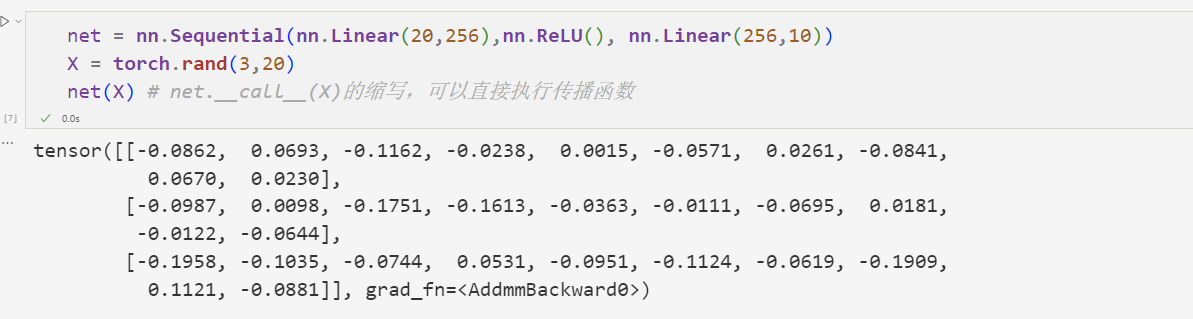 net = nn.Sequential(nn.Linear(20,256),nn.ReLU(), nn.Linear(256,10))
X = torch.rand(3,20)
net(X) # net.__call__(X)的缩写，可以直接执行传播函数
[7] ✓ 0.0s
... tensor([[-0.0862,  0.0693, -0.1162, -0.0238,  0.0015, -0.0571,  0.0261, -0.0841,
          0.0670,  0.0230],
        [-0.0987,  0.0098, -0.1751, -0.1613, -0.0363, -0.0111, -0.0695,  0.0181,
         -0.0122, -0.0644],
        [-0.1958, -0.1035, -0.0744,  0.0531, -0.0951, -0.1124, -0.0619, -0.1909,
          0.1121, -0.0881]], grad_fn=<AddmmBackward0>)